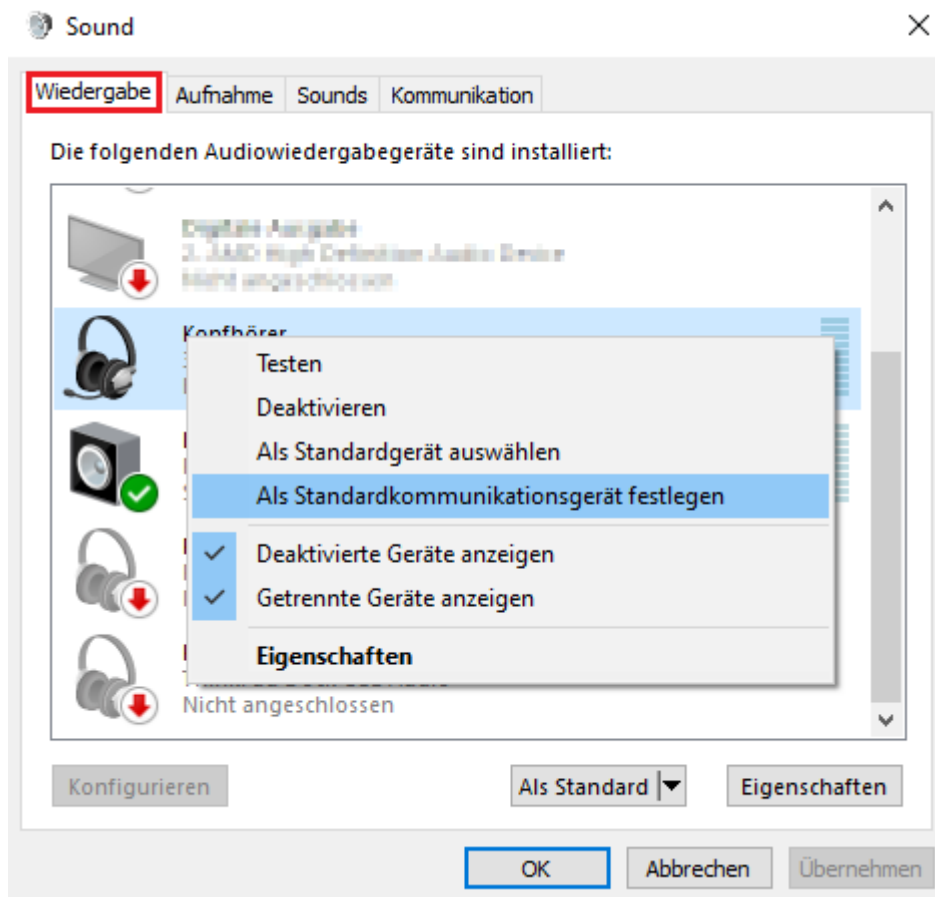 Sound
Wiedergabe Aufnahme Sounds Kommunikation
Die folgenden Audiowiedergabegeräte sind installiert:
Kopfhörer
Testen
Deaktivieren
Als Standardgerät auswählen
Als Standardkommunikationsgerät festlegen
Deaktivierte Geräte anzeigen
Getrennte Geräte anzeigen
Eigenschaften
Nicht angeschlossen
Konfigurieren Als Standard Eigenschaften
OK Abbrechen Übernehmen